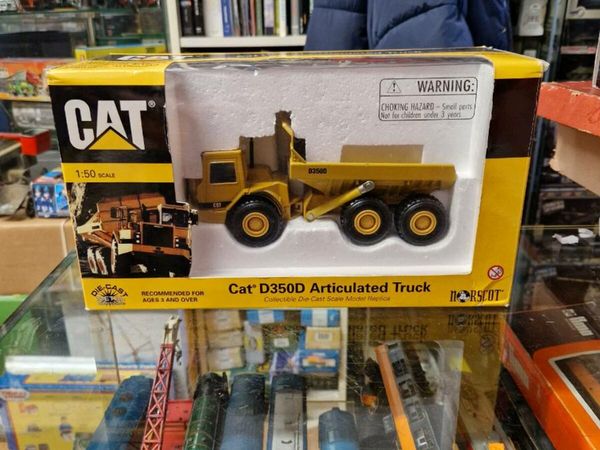 CAT®
1:50 SCALE
WARNING:
CHOKING HAZARD – Small parts
Not for children under 3 years
D350D
CAT
DIE-CAST
RECOMMENDED FOR
AGES 3 AND OVER
Cat® D350D Articulated Truck
Collectible Die-Cast Scale Model Replica
NORSCOT